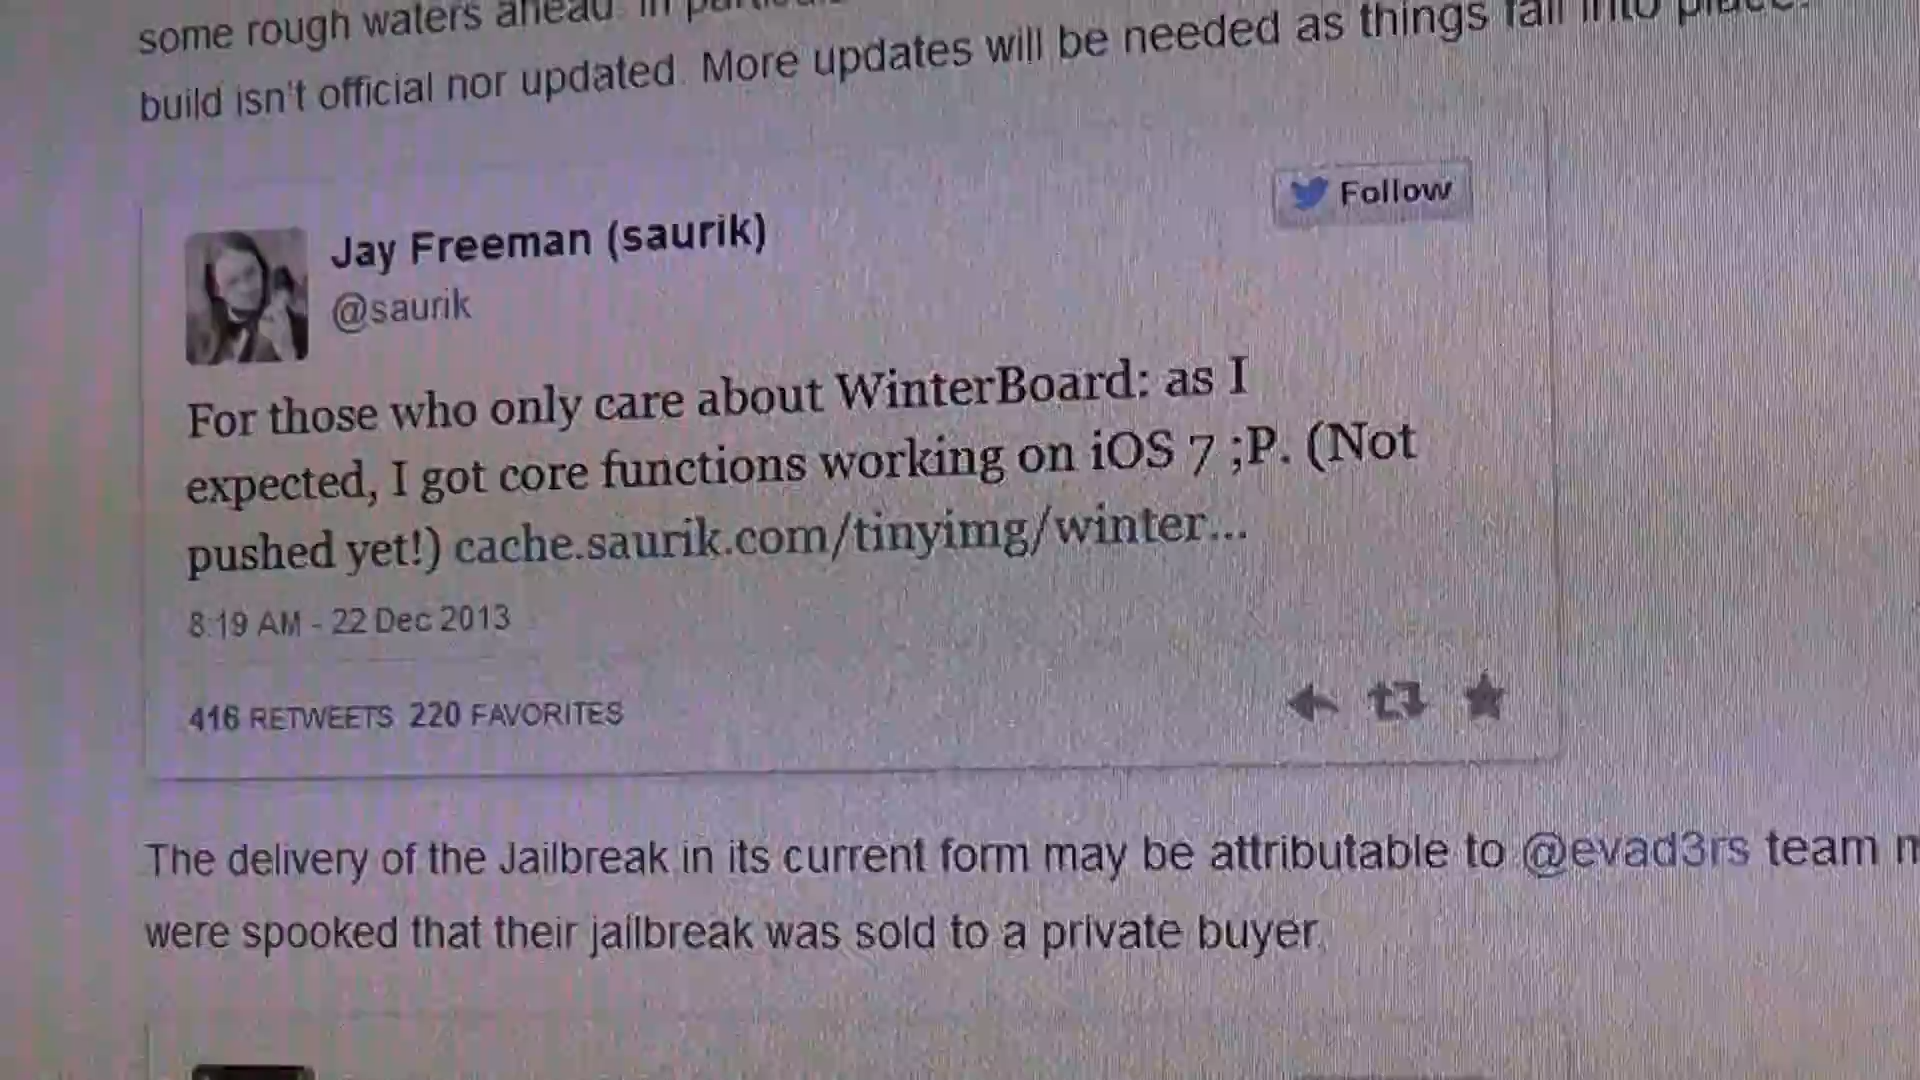 some rough waters ahead. In
build isn't official nor updated. More updates will be needed as things fall into place.
Follow
Jay Freeman (saurik)
@saurik
For those who only care about WinterBoard: as I
expected, I got core functions working on iOS 7 ;P. (Not
pushed yet!) cache.saurik.com/tinyimg/winter...
8:19 AM - 22 Dec 2013
416 RETWEETS 220 FAVORITES
The delivery of the Jailbreak in its current form may be attributable to @evad3rs team
were spooked that their jailbreak was sold to a private buyer.